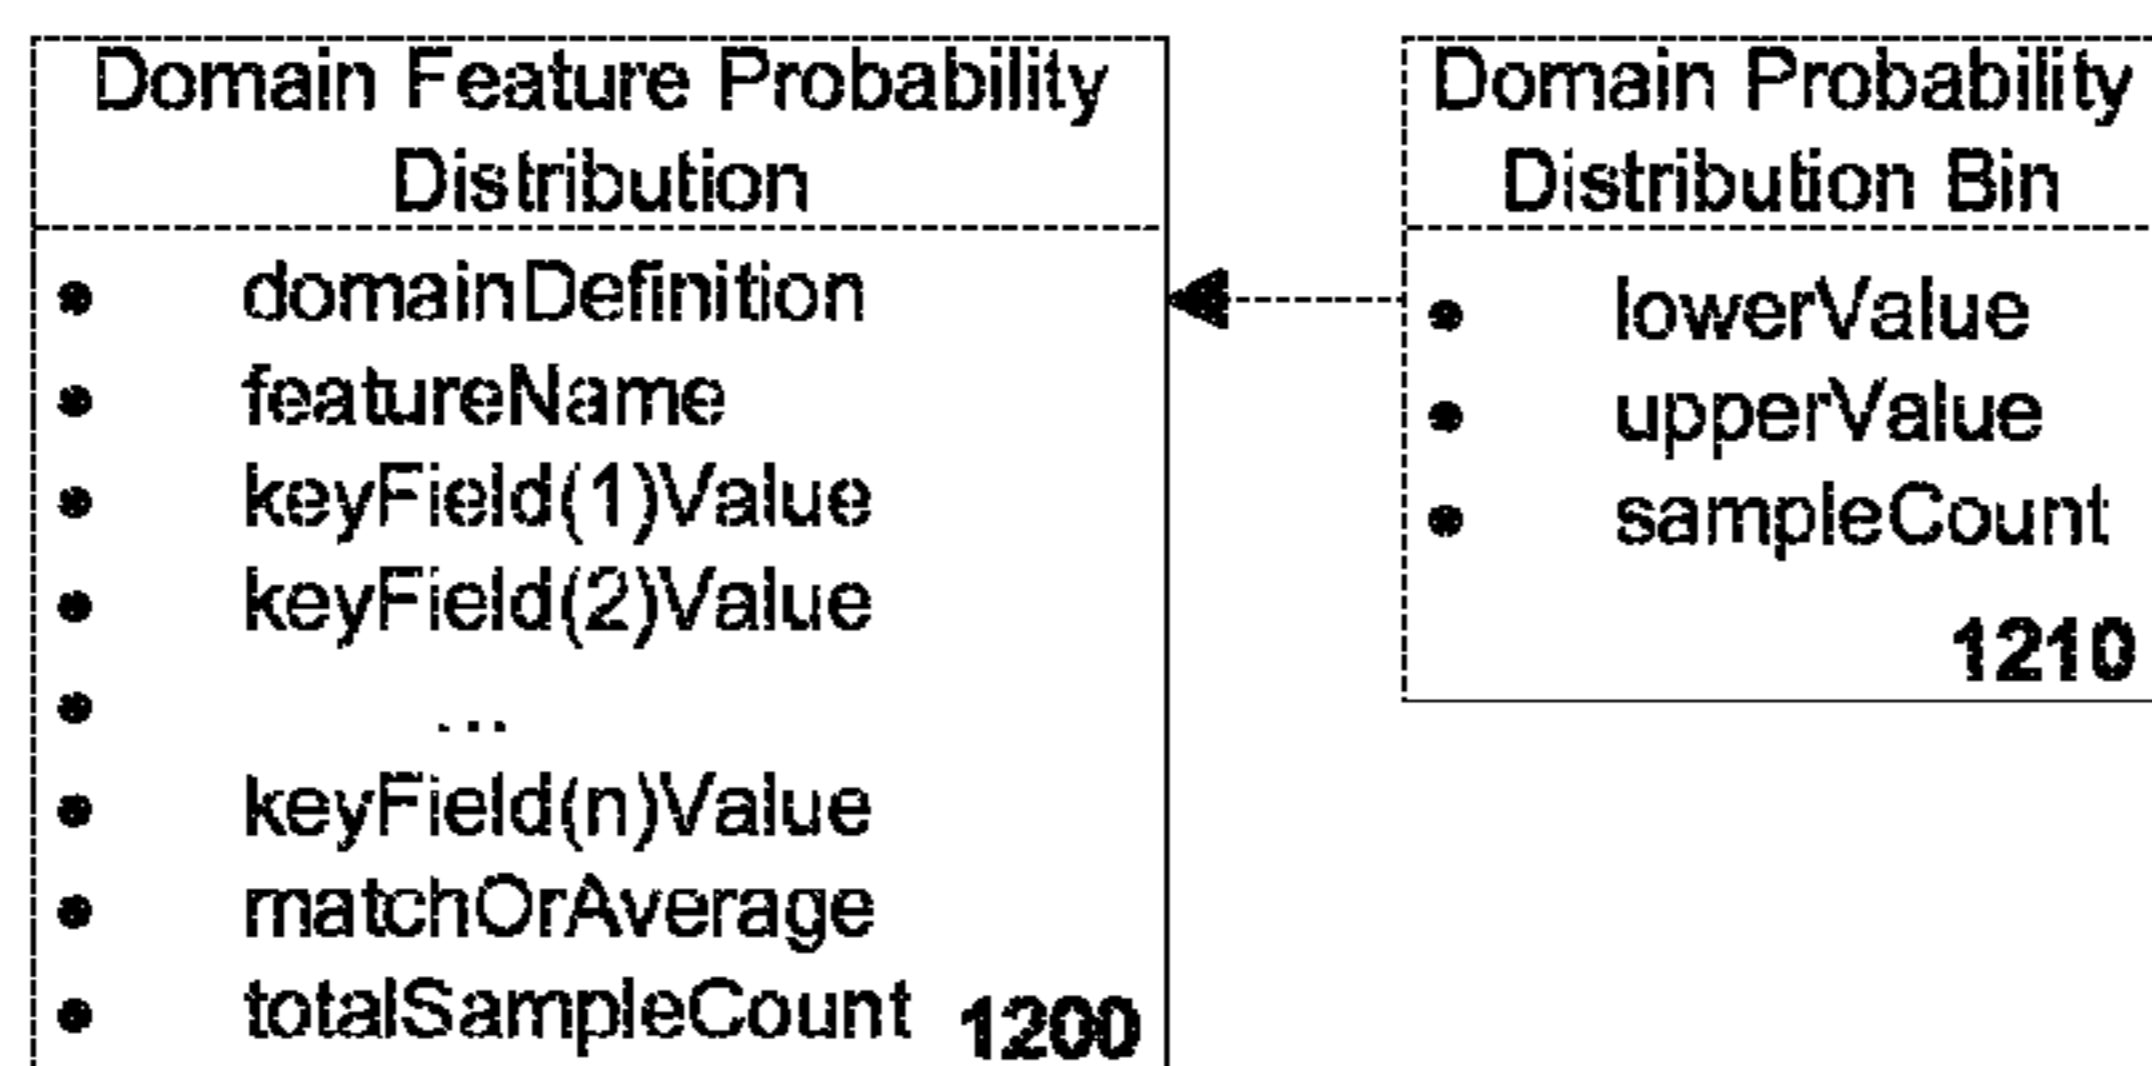 Domain Feature Probability
Distribution
• domainDefinition
• featureName
• keyField(1)Value
• keyField(2)Value
• ...
• keyField(n)Value
• matchOrAverage
• totalSampleCount 1200
Domain Probability
Distribution Bin
• lowerValue
• upperValue
• sampleCount
1210